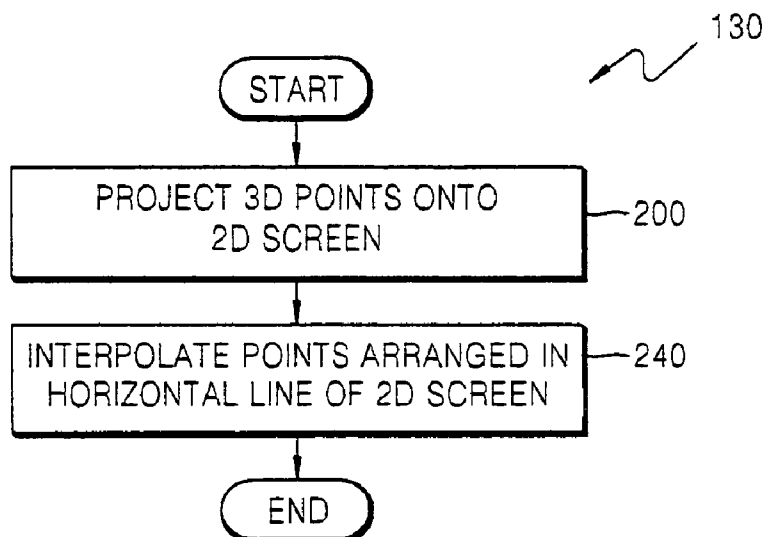 130
START
PROJECT 3D POINTS ONTO
2D SCREEN
200
INTERPOLATE POINTS ARRANGED IN
HORIZONTAL LINE OF 2D SCREEN
240
END